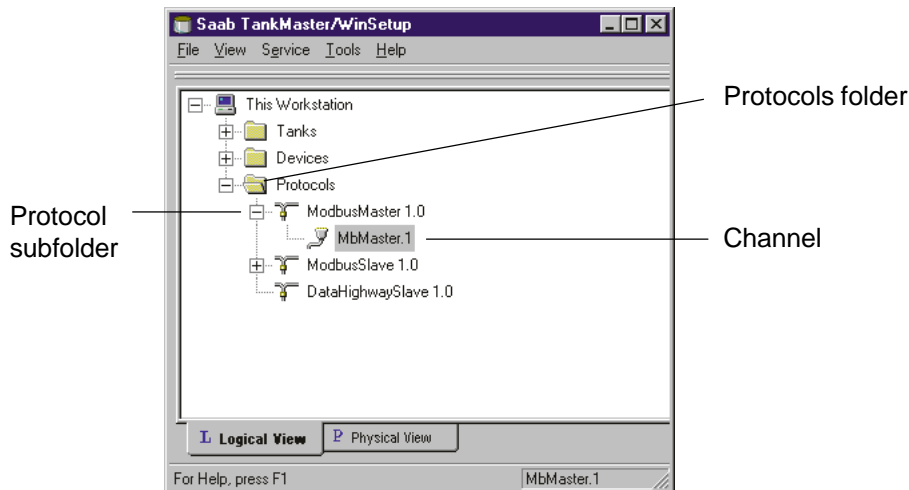 Saab TankMaster/WinSetup
File View Service Tools Help
This Workstation
Tanks
Devices
Protocols
ModbusMaster 1.0
MbMaster.1
ModbusSlave 1.0
DataHighwaySlave 1.0
L Logical View
P Physical View
For Help, press F1
MbMaster.1
Protocols folder
Protocol
subfolder
Channel